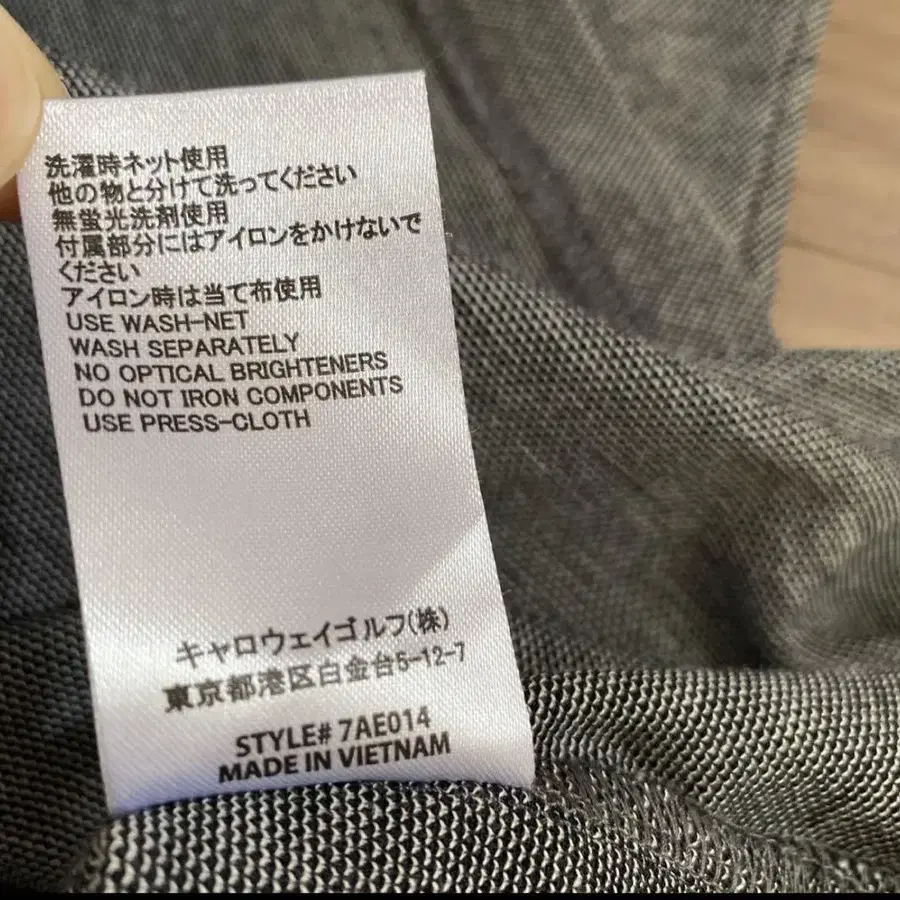 洗濯時ネット使用
他の物と分けて洗ってください
無蛍光洗剤使用
付属部分にはアイロンをかけないで
ください
アイロン時は当て布使用
USE WASH-NET
WASH SEPARATELY
NO OPTICAL BRIGHTENERS
DO NOT IRON COMPONENTS
USE PRESS-CLOTH
キャロウェイゴルフ(株)
東京都港区白金台5-12-7
STYLE# 7AE014
MADE IN VIETNAM